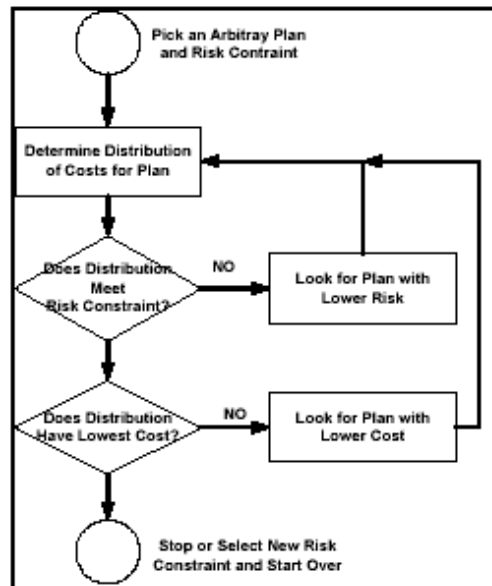 Pick an Arbitray Plan
and Risk Contraint
Determine Distribution
of Costs for Plan
Does Distribution
Meet
Risk Constraint?
NO
Look for Plan with
Lower Risk
Does Distribution
Have Lowest Cost?
NO
Look for Plan with
Lower Cost
Stop or Select New Risk
Constraint and Start Over